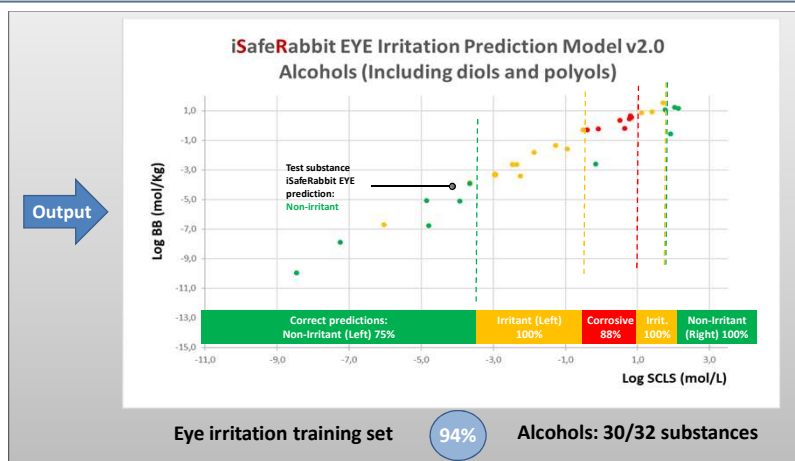 iSafeRabbit EYE Irritation Prediction Model v2.0
Alcohols (Including diols and polyols)
Output
Log BB (mol/Kg)
1,0
-1,0
-3,0
-5,0
-7,0
-9,0
-11,0
-13,0
-15,0
Test substance
iSafeRabbit EYE
prediction:
Non-irritant
Correct predictions:
Non-Irritant (Left) 75%
Irritant (Left)
100%
Corrosive
88%
Irrit.
100%
Non-Irritant
(Right) 100%
-11,0 -9,0 -7,0 -5,0 -3,0 -1,0 1,0 3,0
Log SCLS (mol/L)
Eye irritation training set 94% Alcohols: 30/32 substances